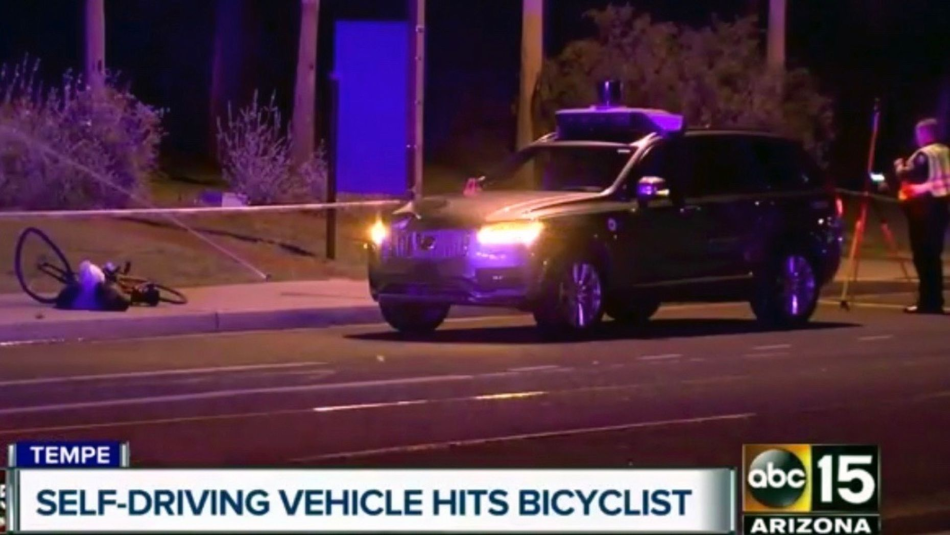 TEMPE
SELF-DRIVING VEHICLE HITS BICYCLIST
abc 15
ARIZONA